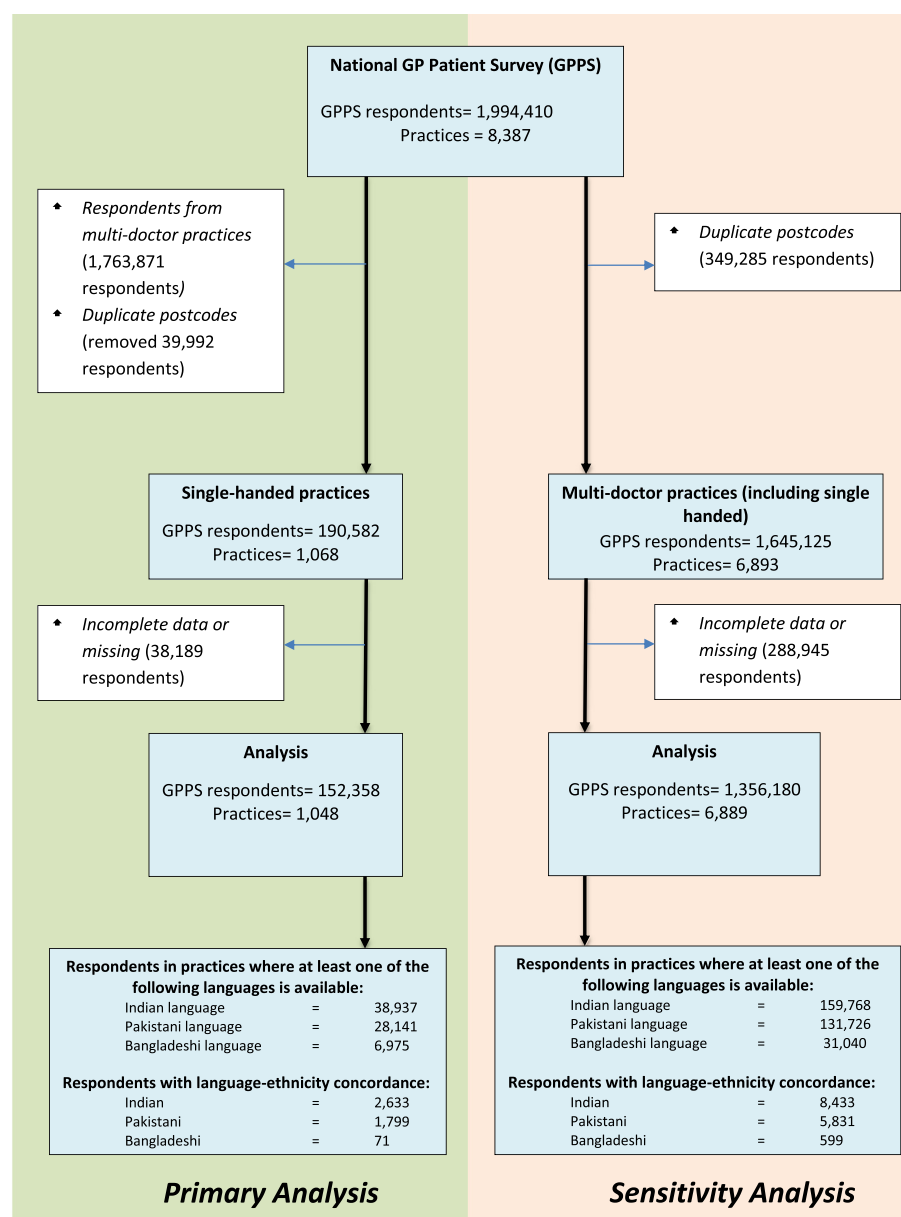 National GP Patient Survey (GPPS)
GPPS respondents= 1,994,410
Practices = 8,387
Respondents from
multi-doctor practices
(1,763,871
respondents)
Duplicate postcodes
(removed 39,992
respondents)
Duplicate postcodes
(349,285 respondents)
Single-handed practices
GPPS respondents= 190,582
Practices= 1,068
Multi-doctor practices (including single
handed)
GPPS respondents= 1,645,125
Practices= 6,893
Incomplete data or
missing (38,189
respondents)
Incomplete data or
missing (288,945
respondents)
Analysis
GPPS respondents= 152,358
Practices= 1,048
Analysis
GPPS respondents= 1,356,180
Practices= 6,889
Respondents in practices where at least one of the
following languages is available:
Indian language = 38,937
Pakistani language = 28,141
Bangladeshi language = 6,975
Respondents with language-ethnicity concordance:
Indian = 2,633
Pakistani = 1,799
Bangladeshi = 71
Respondents in practices where at least one of the
following languages is available:
Indian language = 159,768
Pakistani language = 131,726
Bangladeshi language = 31,040
Respondents with language-ethnicity concordance:
Indian = 8,433
Pakistani = 5,831
Bangladeshi = 599
Primary Analysis
Sensitivity Analysis